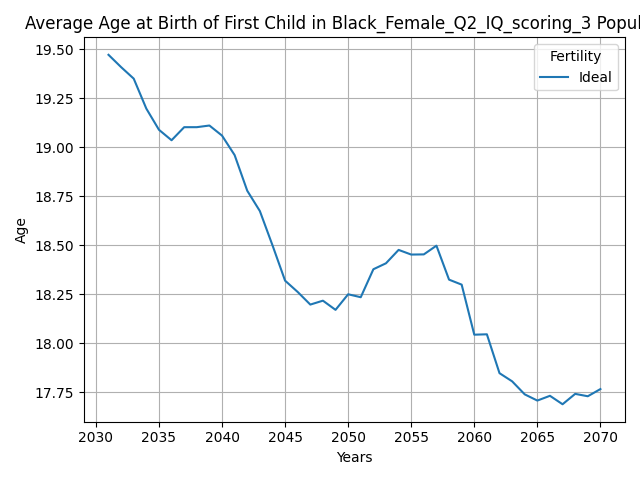 Average Age at Birth of First Child in Black_Female_Q2_IQ_scoring_3 Popul
Fertility
Ideal
19.50
19.25
19.00
18.75
18.50
18.25
18.00
17.75
Age
2030 2035 2040 2045 2050 2055 2060 2065 2070
Years